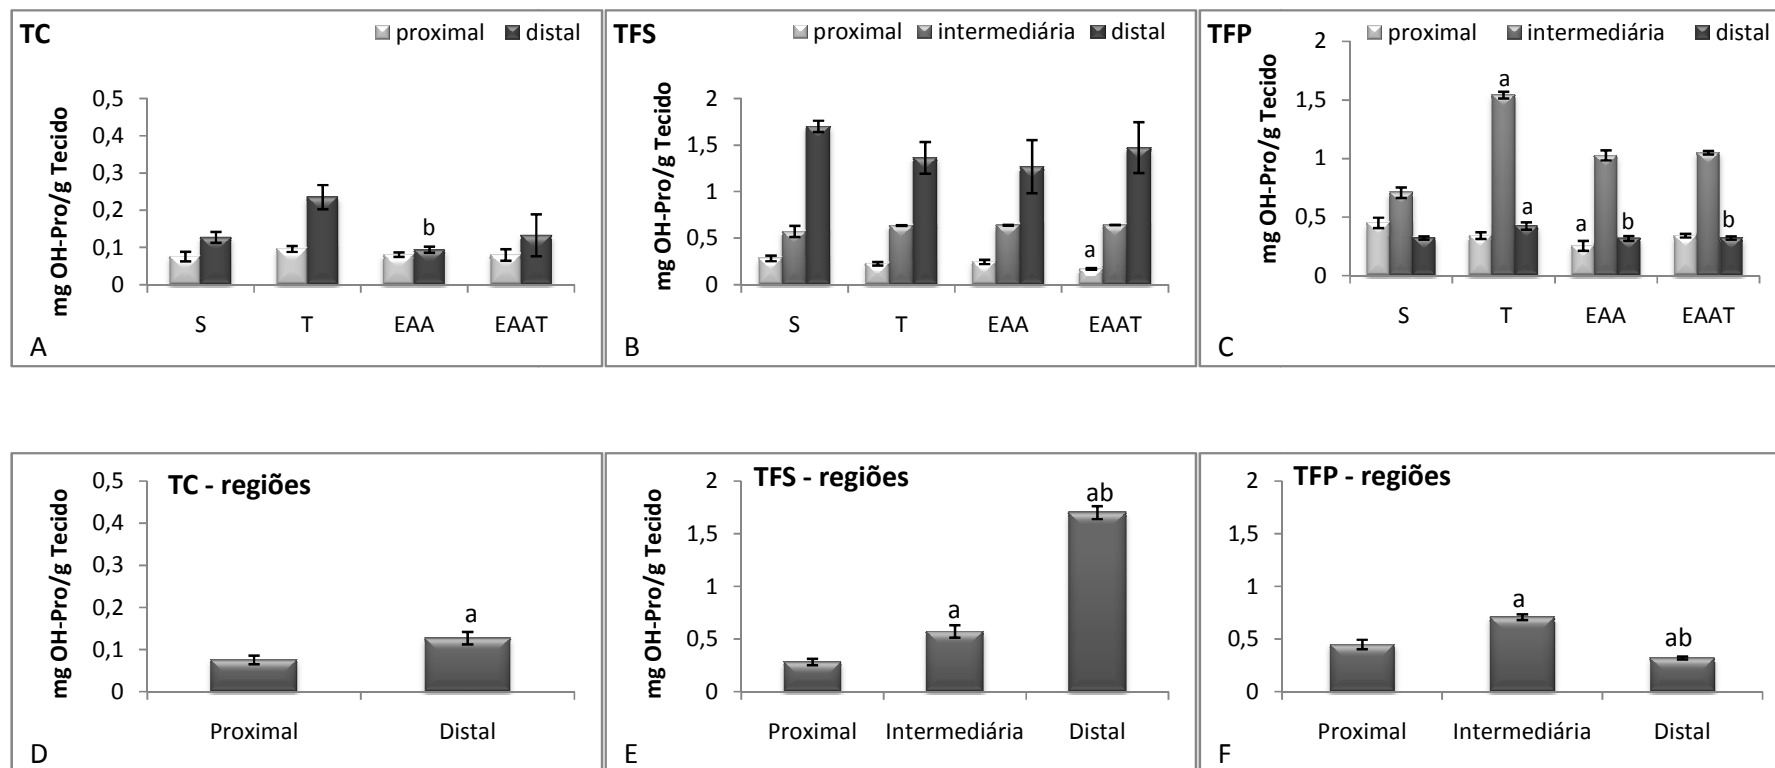 TC
proximal distal
mg OH-Pro/g Tecido
0,5
0,4
0,3
0,2
0,1
0
b
S T EAA EAAT
A
TFS
proximal intermediária distal
mg OH-Pro/g Tecido
2
1,5
1
0,5
0
a
S T EAA EAAT
B
TFP
proximal intermediária distal
mg OH-Pro/g Tecido
2
1,5
1
0,5
0
a
a
a
b
b
S T EAA EAAT
C
TC - regiões
mg OH-Pro/g Tecido
0,5
0,4
0,3
0,2
0,1
0
a
Proximal Distal
D
TFS - regiões
mg OH-Pro/g Tecido
2
1,5
1
0,5
0
a
ab
Proximal Intermediária Distal
E
TFP - regiões
mg OH-Pro/g Tecido
2
1,5
1
0,5
0
a
ab
Proximal Intermediária Distal
F